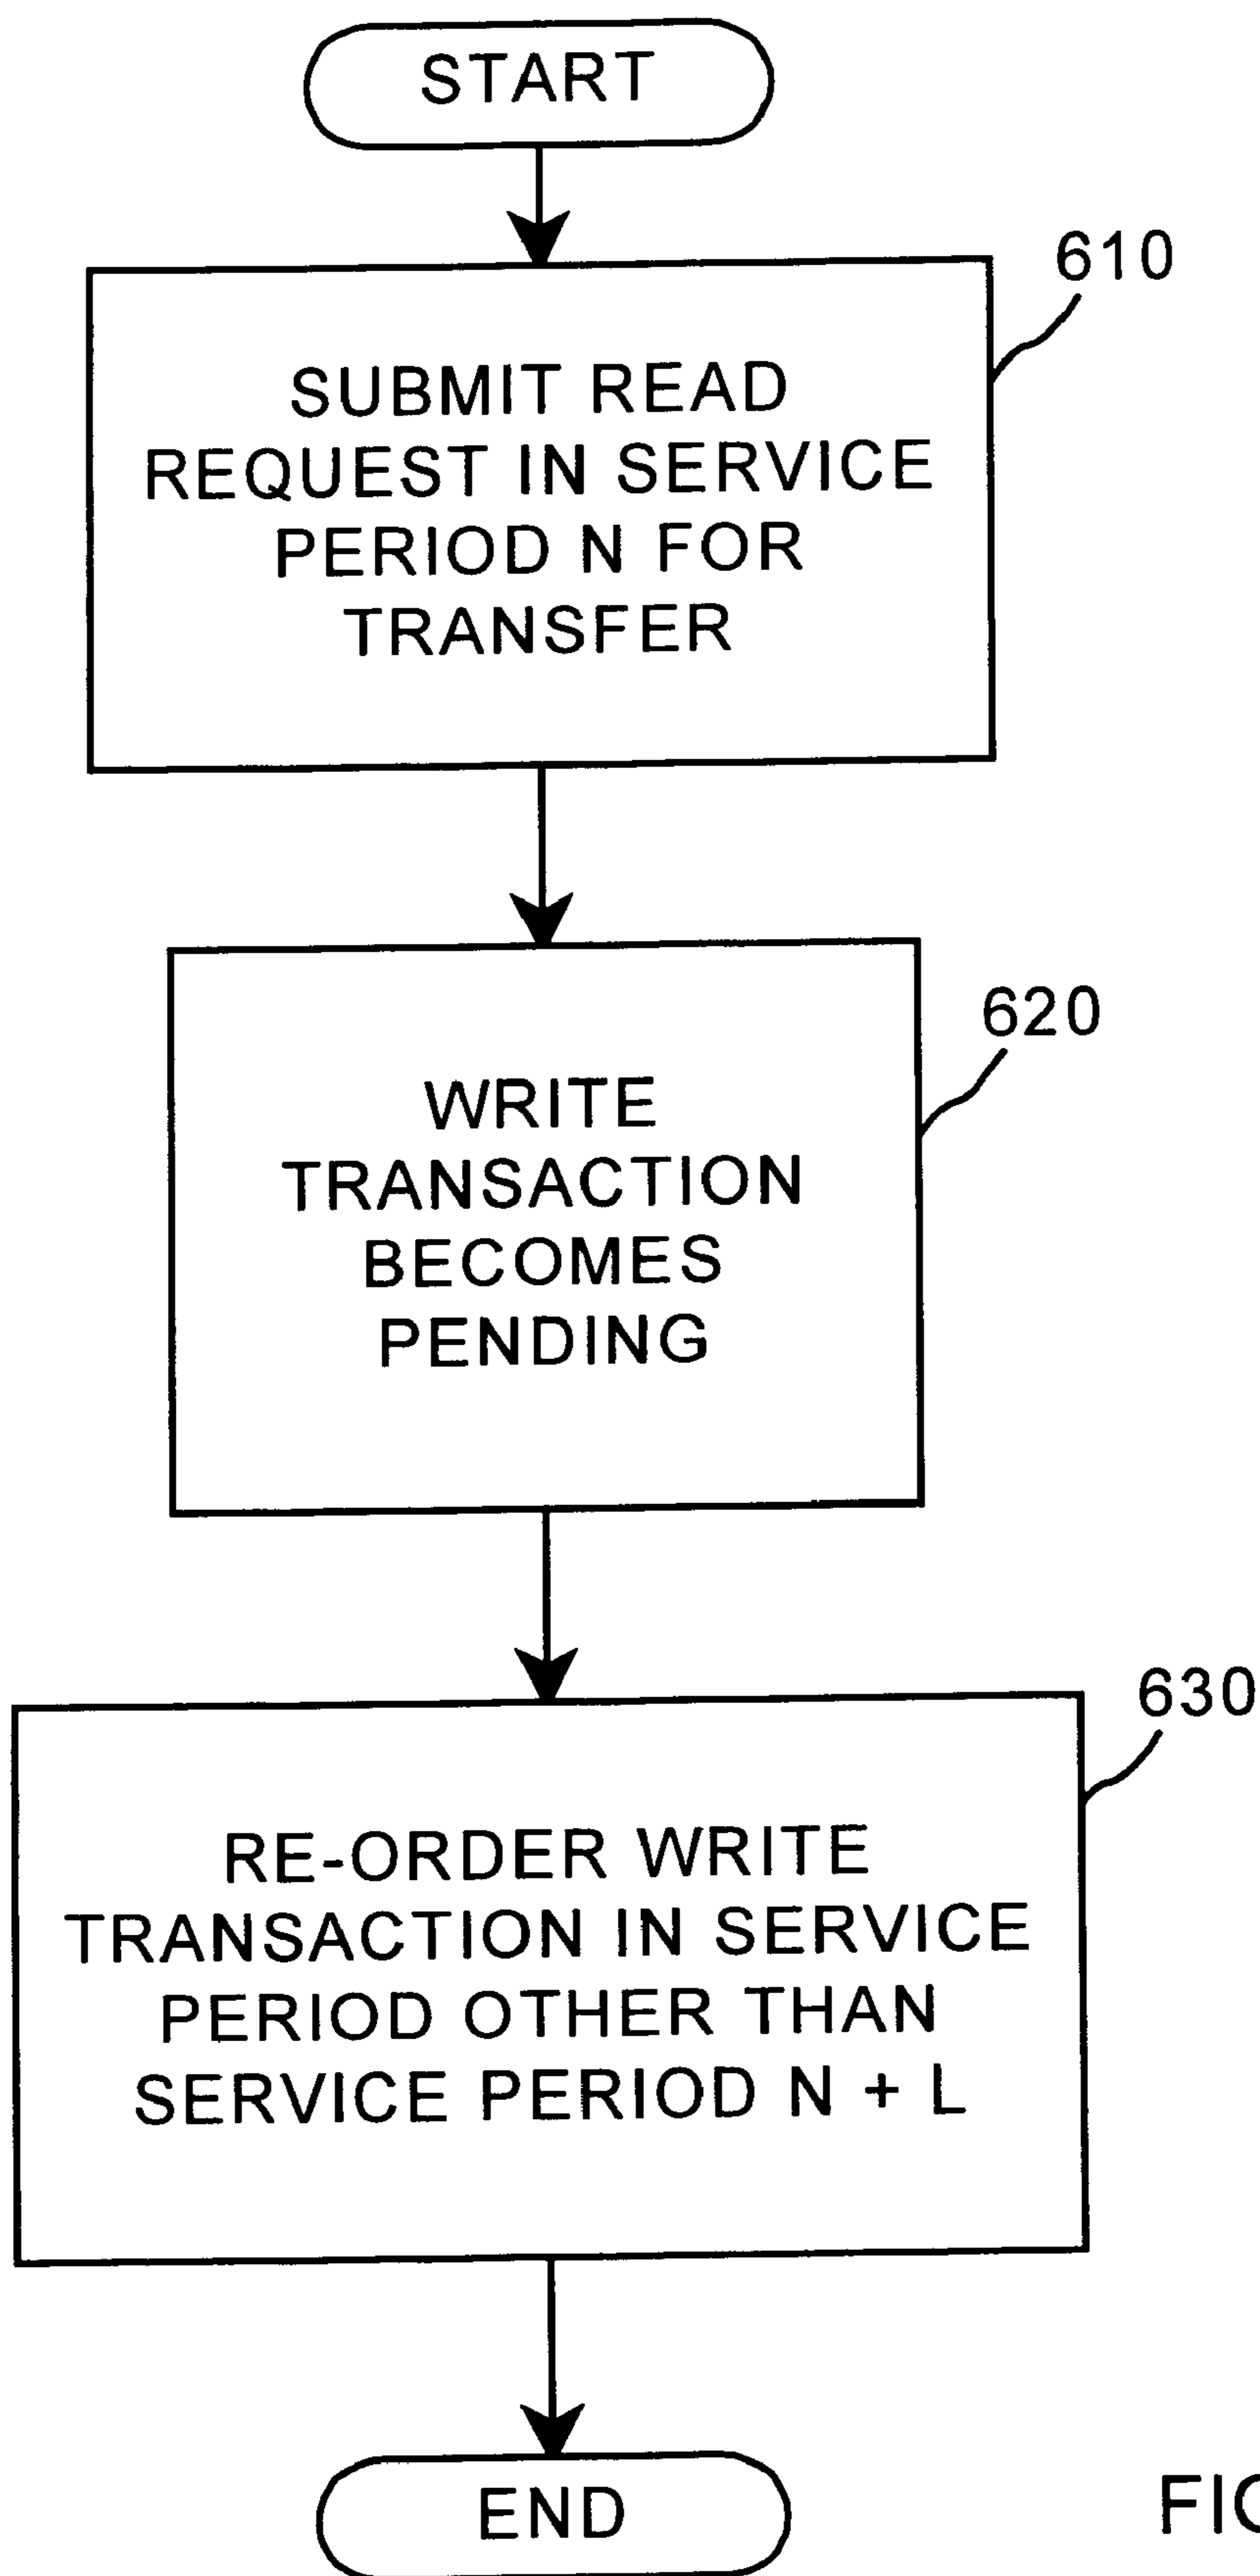 START
610
SUBMIT READ
REQUEST IN SERVICE
PERIOD N FOR
TRANSFER
620
WRITE
TRANSACTION
BECOMES
PENDING
630
RE-ORDER WRITE
TRANSACTION IN SERVICE
PERIOD OTHER THAN
SERVICE PERIOD N + L
END